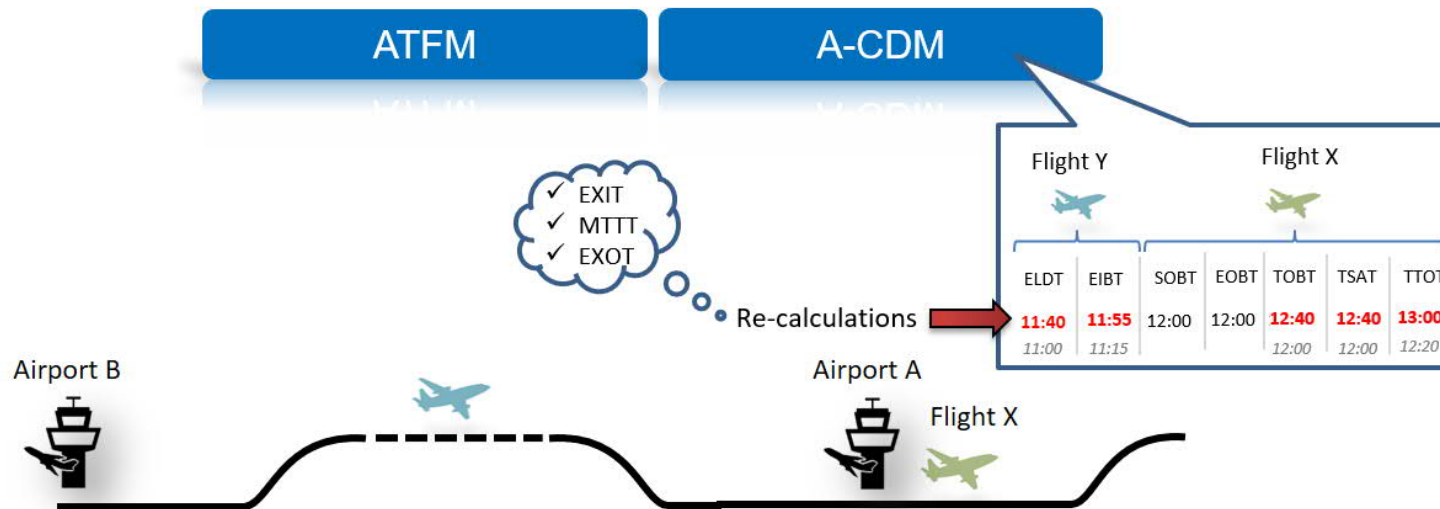 ATFM
A-CDM
Flight Y
Flight X
✓ EXIT
✓ MTTT
✓ EXOT
ELDT EIBT SOBT EOBT TOBT TSAT TTOT
Re-calculations
11:40 11:55 12:00 12:00 12:40 12:40 13:00
11:00 11:15 12:00 12:00 12:20
Airport B
Airport A
Flight X